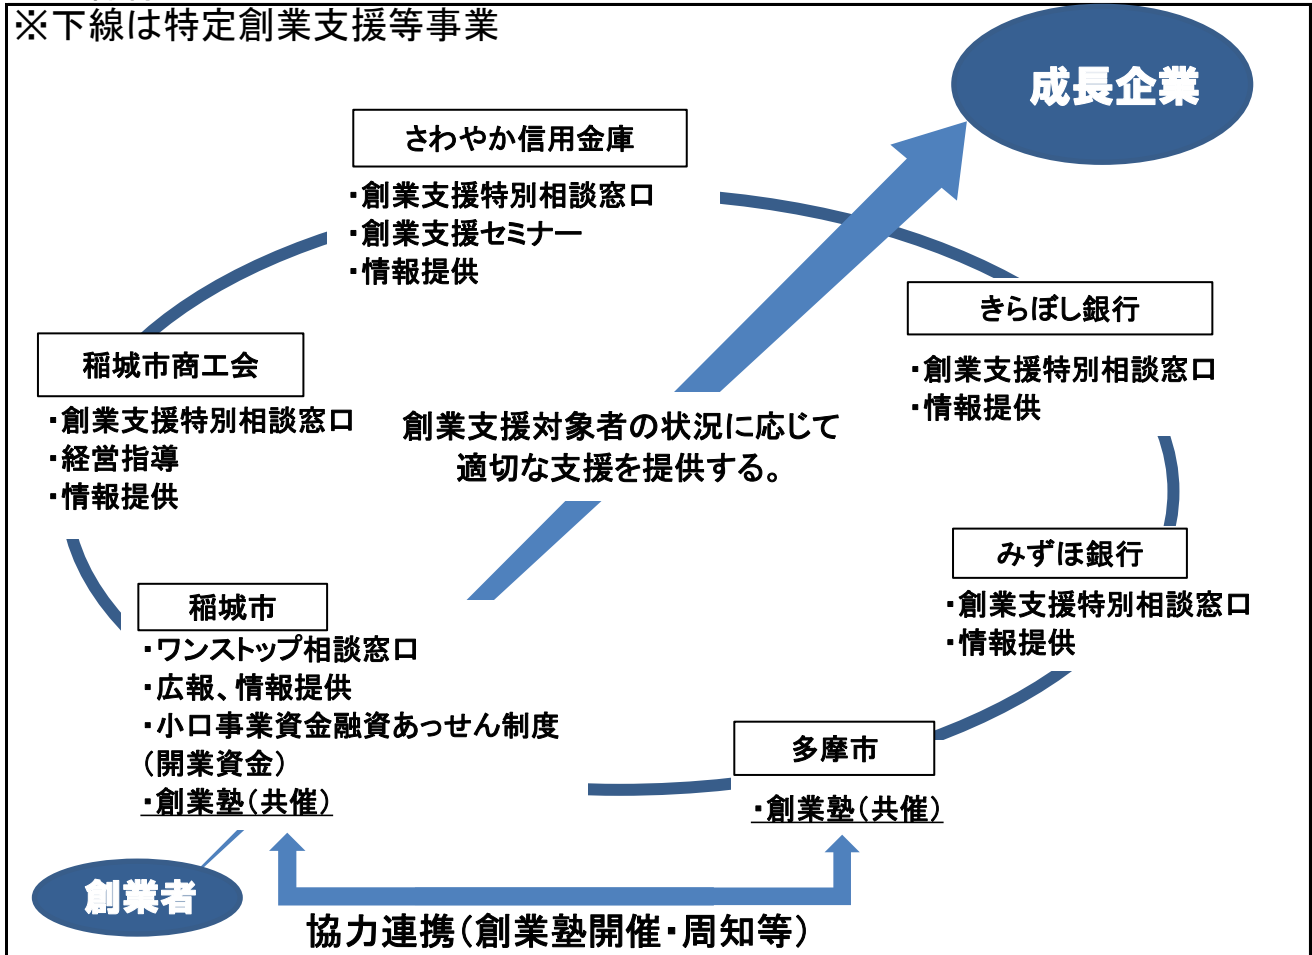 ※下線は特定創業支援等事業
成長企業
さわやか信用金庫
・創業支援特別相談窓口
・創業支援セミナー
・情報提供
きらぼし銀行
・創業支援特別相談窓口
・情報提供
稲城市商工会
・創業支援特別相談窓口
・経営指導
・情報提供
創業支援対象者の状況に応じて
適切な支援を提供する。
みずほ銀行
・創業支援特別相談窓口
・情報提供
稲城市
・ワンストップ相談窓口
・広報、情報提供
・小口事業資金融資あっせん制度
（開業資金）
・創業塾（共催）
多摩市
・創業塾（共催）
創業者
協力連携（創業塾開催・周知等）